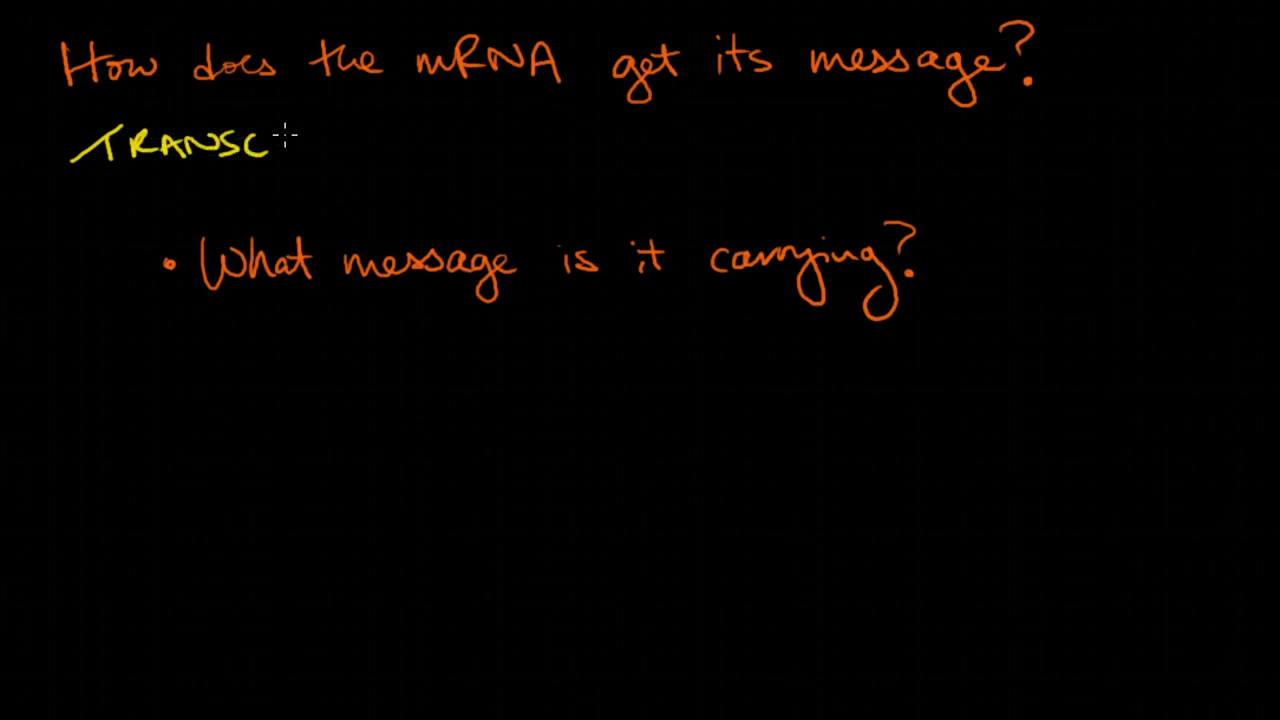 How does the mRNA get its message?
TRANSC
• What message is it carrying?